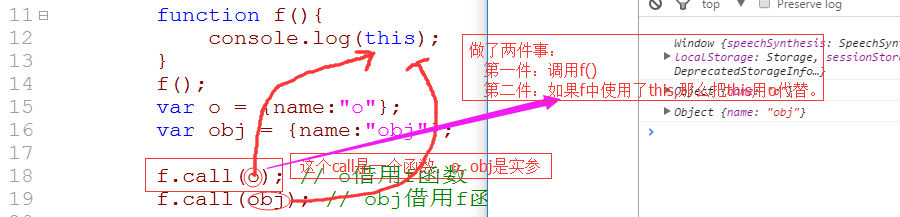 top
Preserve log
11 function f(){
12 console.log(this);
13 }
14 f();
15 var o = {name:"o"};
16 var obj = {name:"obj"};
17
18 f.call(o); // o借用f函数
19 f.call(obj); // obj借用f函
做了两件事:
第一件：调用f()
第二件：如果f中使用了this,那么把this用o代替。
这个call是一个函数，o, obj是实参
Window {speechSynthesis: SpeechSy
localStorage: Storage, sessionStor
DeprecatedStorageInfo…}
Object {name: "obj"}